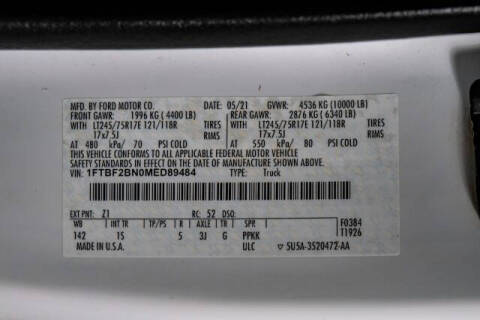 MFD. BY FORD MOTOR CO. DATE: 05/21 GVWR: 4536 KG (10000 LB)
FRONT GAWR: 1996 KG (4400 LB) REAR GAWR: 2876 KG (6340 LB)
WITH LT245/75R17E 121/118R TIRES WITH LT245/75R17E 121/118R TIRES
17x7.5J RIMS 17x7.5J RIMS
AT 480 kPa/ 70 PSI COLD AT 550 kPa/ 80 PSI COLD
THIS VEHICLE CONFORMS TO ALL APPLICABLE FEDERAL MOTOR VEHICLE
SAFETY STANDARDS IN EFFECT ON THE DATE OF MANUFACTURE SHOWN ABOVE.
VIN: 1FTBF2BN0MED89484 TYPE: Truck
EXT PNT: Z1 RC: 52 DSO:
WB INT TR TP/PS R AXLE TR SPR F0384
142 1S 5 3J G PPKK T1926
MADE IN U.S.A. ULC 5U5A-3520472-AA